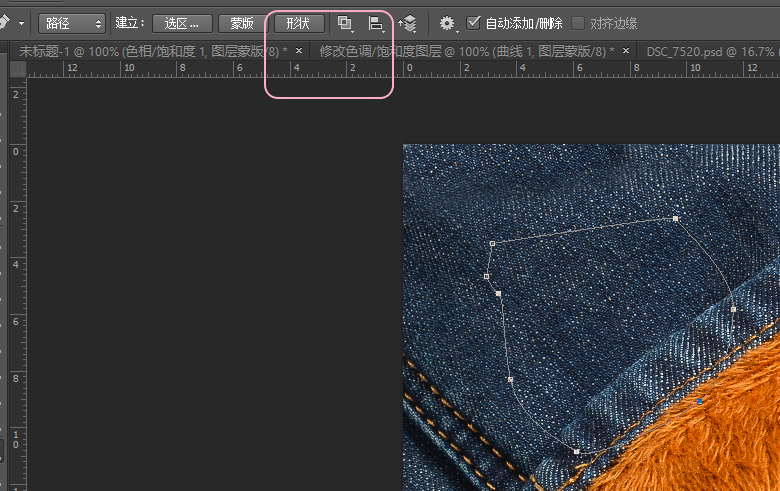 路径 建立： 选区... 蒙版 形状 自动添加/删除 对齐边缘
未标题-1 @ 100% (色相/饱和度 1, 图层蒙版/8) * × 修改色调/饱和度图层 @ 100% (曲线 1, 图层蒙版/8) * × DSC_7520.psd @ 16.7%
12 10 8 6 4 2 0 2 4 6 8 10 12
2
0
2
4
6
8
10